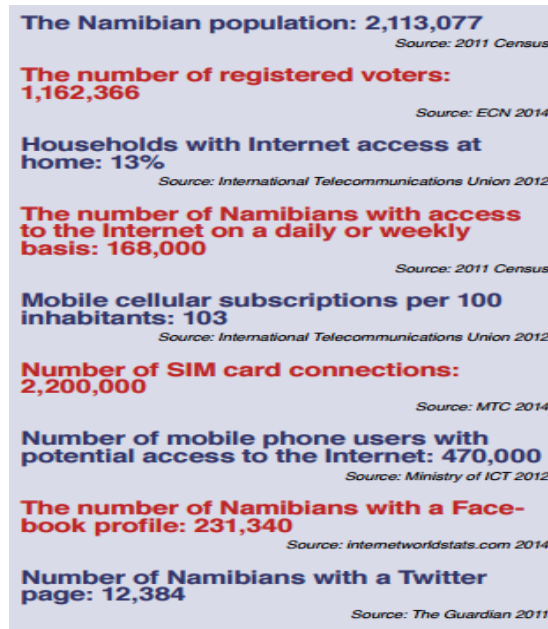 The Namibian population: 2,113,077
Source: 2011 Census
The number of registered voters:
1,162,366
Source: ECN 2014
Households with Internet access at
home: 13%
Source: International Telecommunications Union 2012
The number of Namibians with access
to the Internet on a daily or weekly
basis: 168,000
Source: 2011 Census
Mobile cellular subscriptions per 100
inhabitants: 103
Source: International Telecommunications Union 2012
Number of SIM card connections:
2,200,000
Source: MTC 2014
Number of mobile phone users with
potential access to the Internet: 470,000
Source: Ministry of ICT 2012
The number of Namibians with a Face-
book profile: 231,340
Source: internetworldstats.com 2014
Number of Namibians with a Twitter
page: 12,384
Source: The Guardian 2011